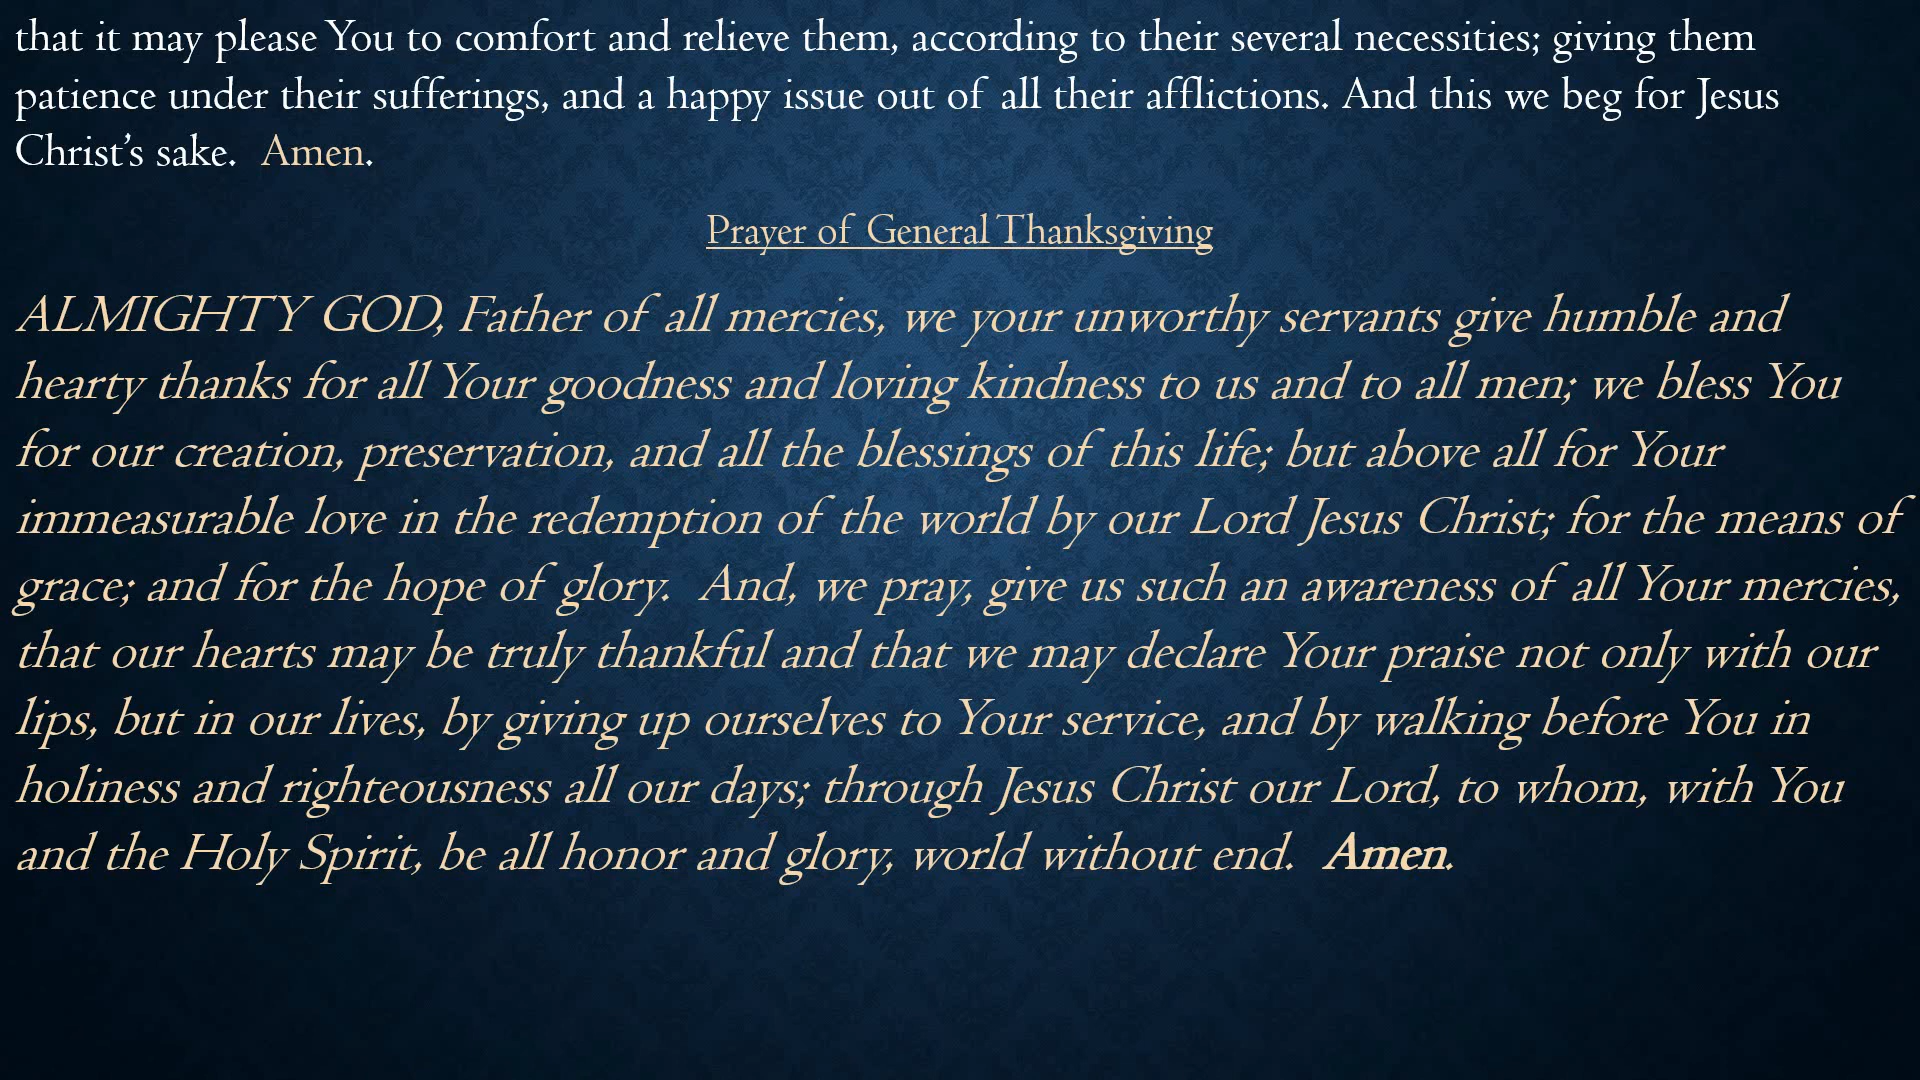 that it may please You to comfort and relieve them, according to their several necessities; giving them
patience under their sufferings, and a happy issue out of all their afflictions. And this we beg for Jesus
Christ’s sake.  Amen.
Prayer of General Thanksgiving
ALMIGHTY GOD, Father of all mercies, we your unworthy servants give humble and
hearty thanks for all Your goodness and loving kindness to us and to all men; we bless You
for our creation, preservation, and all the blessings of this life; but above all for Your
immeasurable love in the redemption of the world by our Lord Jesus Christ; for the means of
grace; and for the hope of glory.  And, we pray, give us such an awareness of all Your mercies,
that our hearts may be truly thankful and that we may declare Your praise not only with our
lips, but in our lives, by giving up ourselves to Your service, and by walking before You in
holiness and righteousness all our days; through Jesus Christ our Lord, to whom, with You
and the Holy Spirit, be all honor and glory, world without end.  Amen.